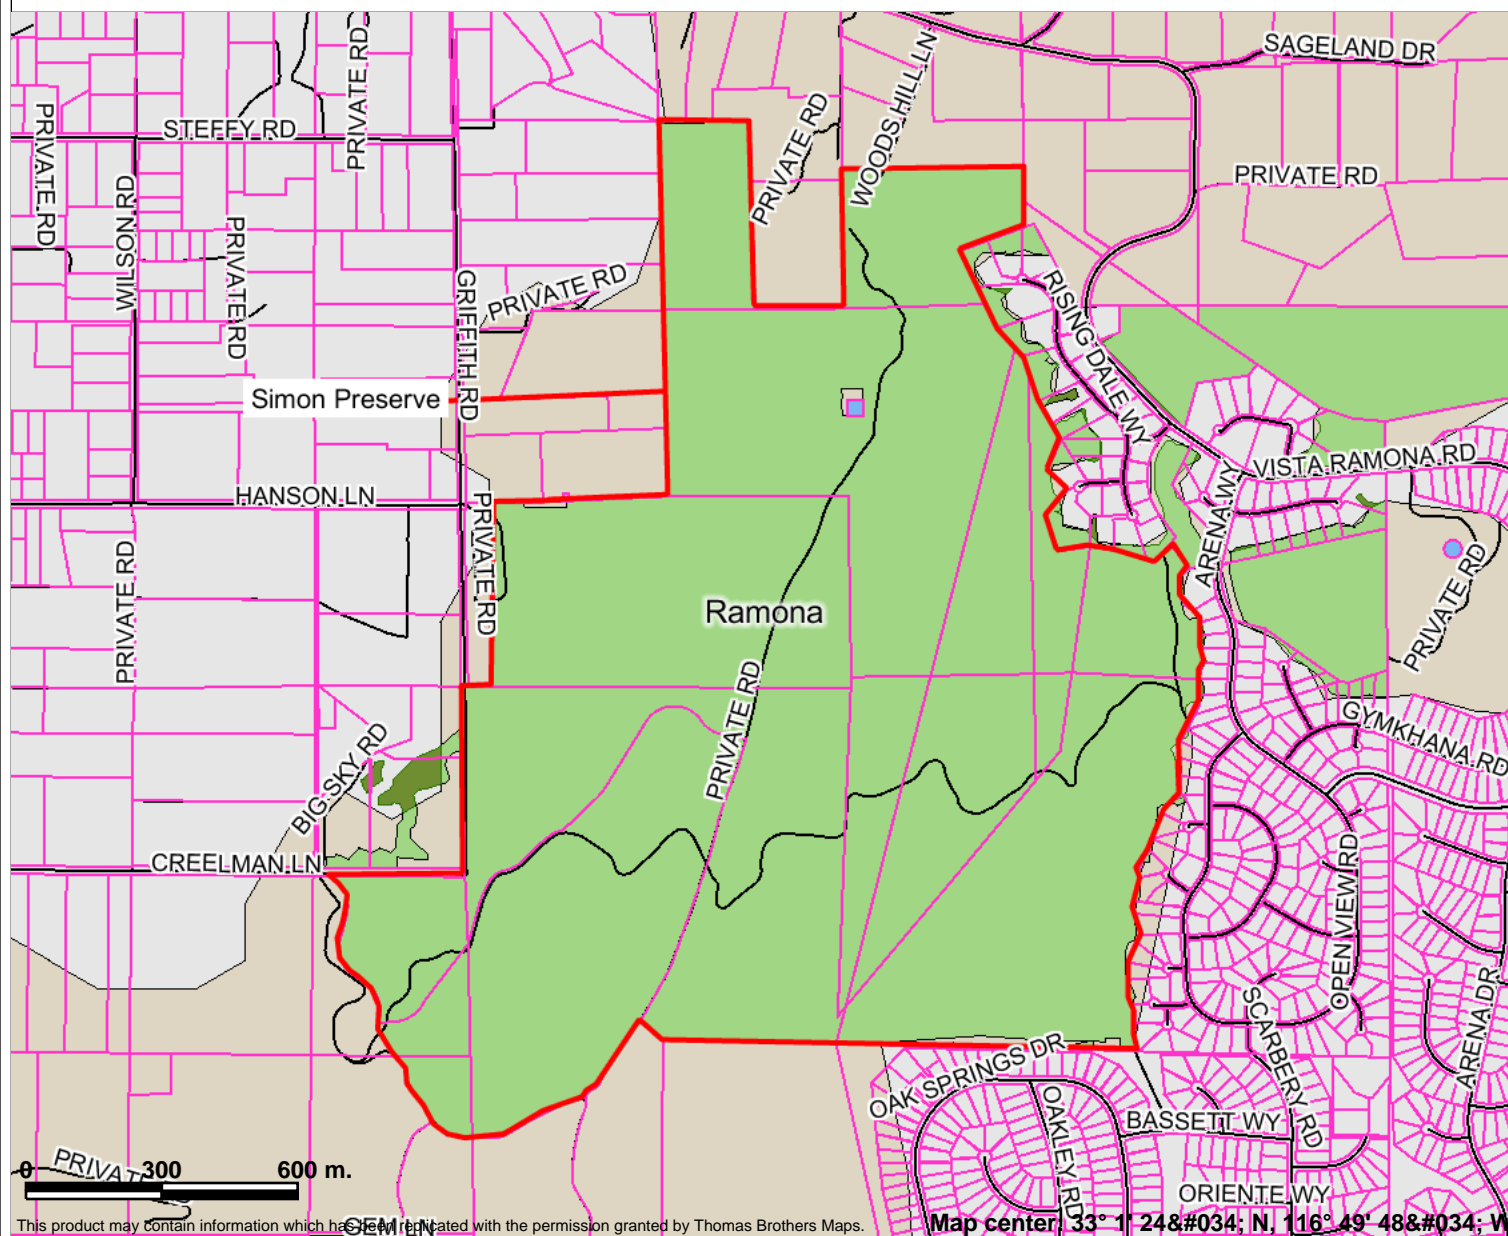 SAGELAND DR
PRIVATE RD
PRIVATE RD
PRIVATE RD
WOODS HILL LN
STEFFY RD
PRIVATE RD
WILSON RD
PRIVATE RD
PRIVATE RD
GRIFFITH RD
PRIVATE RD
RISING DALE WY
Simon Preserve
VISTA RAMONA RD
HANSON LN
PRIVATE RD
ARENA WY
PRIVATE RD
PRIVATE RD
Ramona
PRIVATE RD
BIG SKY RD
GYMKHANA RD
CREELMAN LN
OPEN VIEW RD
SCARBERY RD
ARENA DR
OAK SPRINGS DR
OAKLEY RD
BASSETT WY
ORIENTE WY
0 300 600 m.
GEM LN
This product may contain information which has been replicated with the permission granted by Thomas Brothers Maps.
Map center: 33° 1' 24&#034; N, 116° 49' 48&#034; W